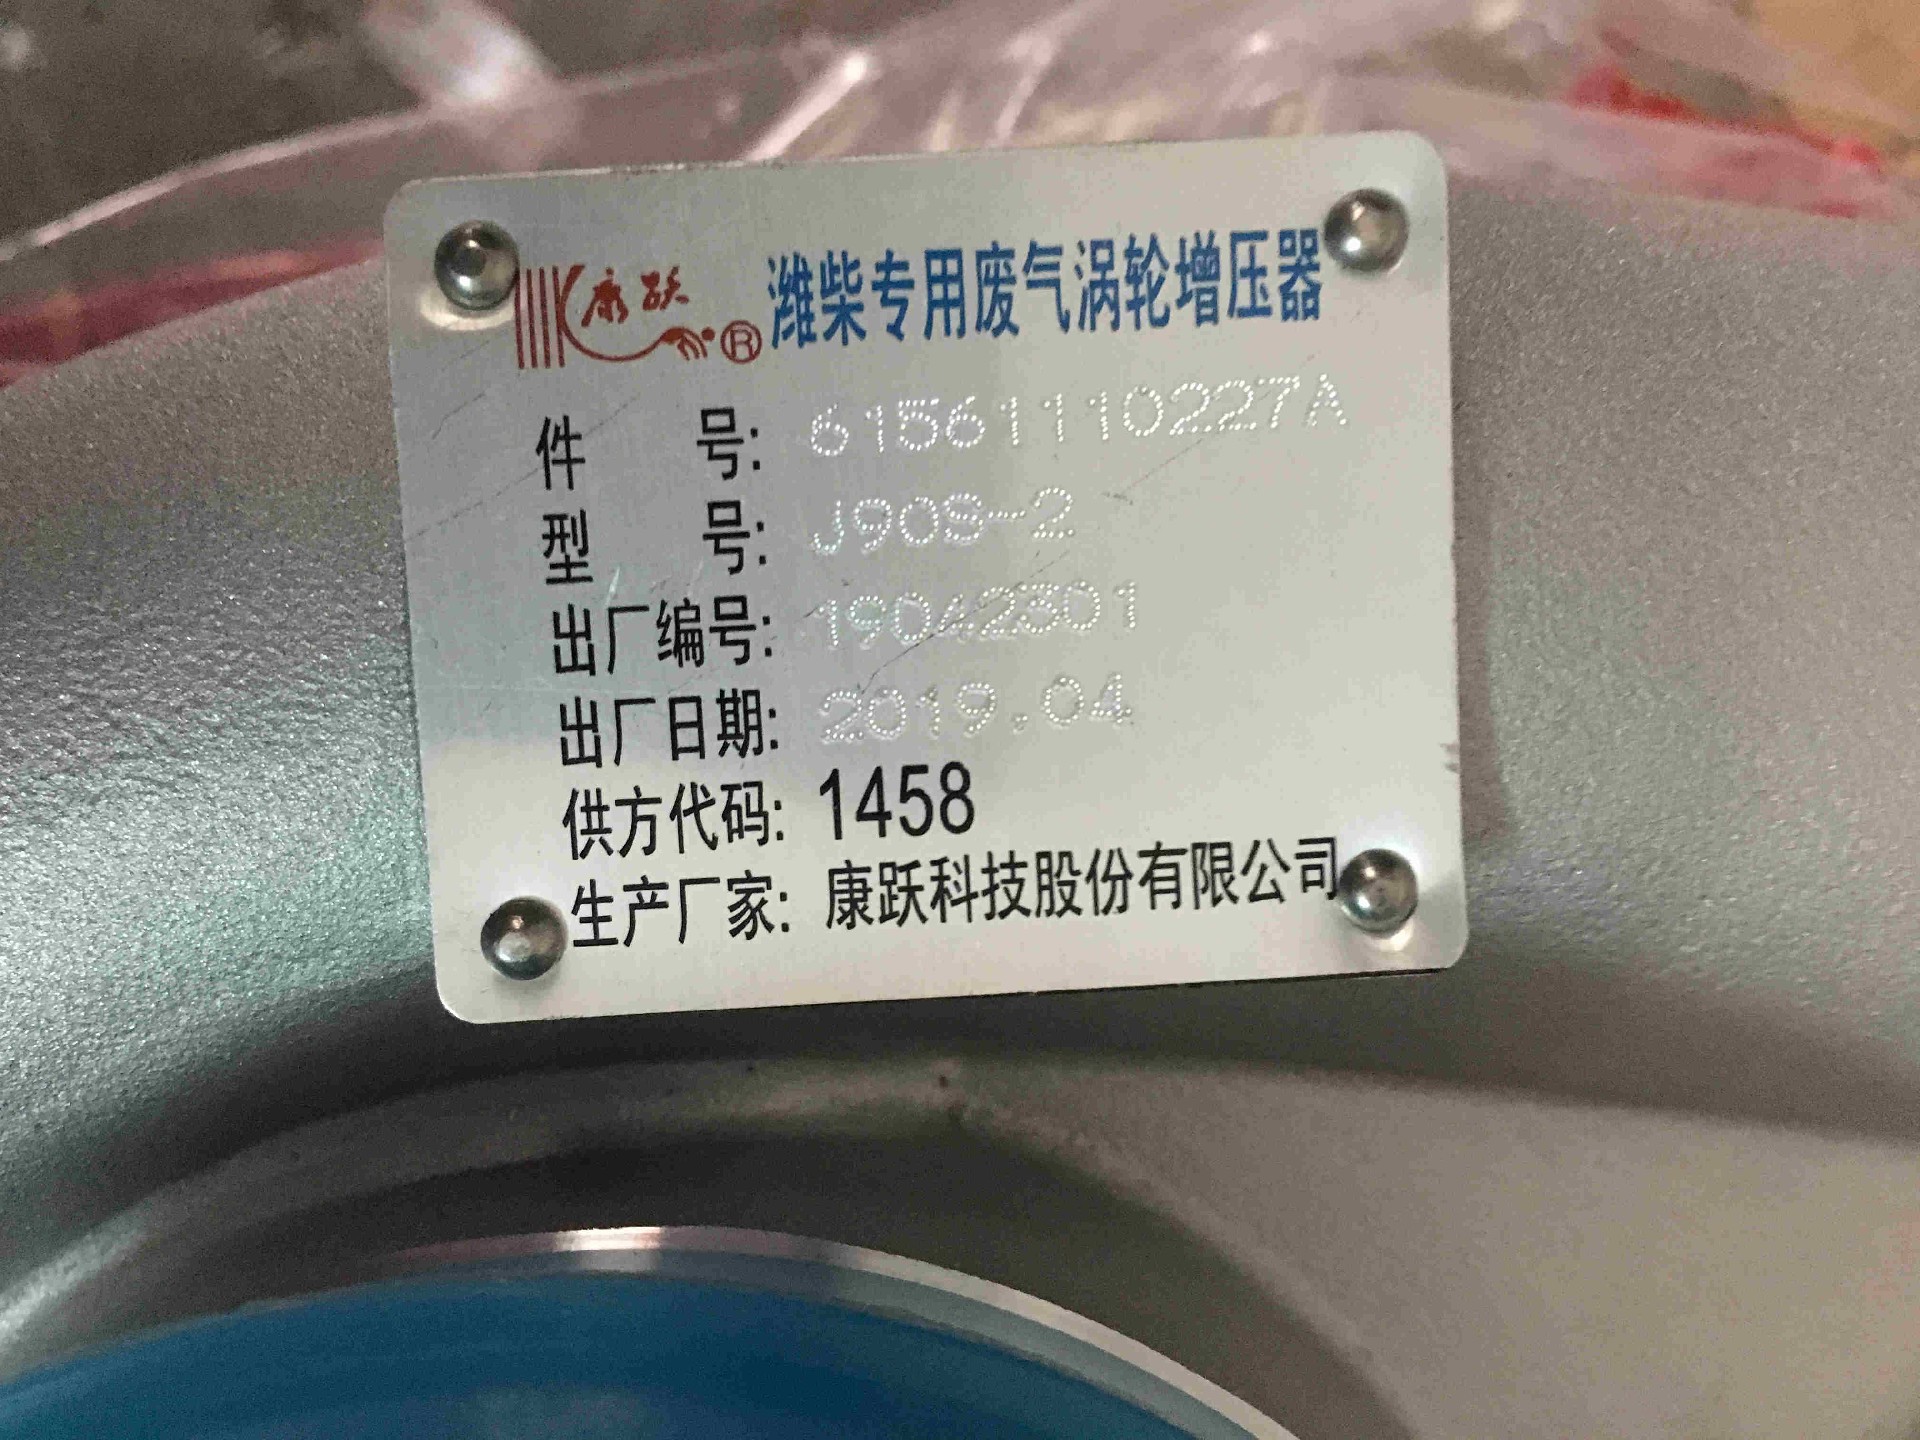 康跃® 潍柴专用废气涡轮增压器
件号: 615611110227A
型号: J90S-2
出厂编号: 19042301
出厂日期: 2019.04
供方代码: 1458
生产厂家: 康跃科技股份有限公司